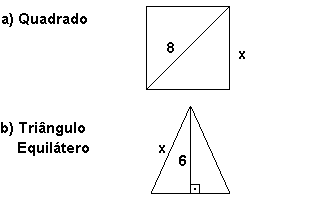 a) Quadrado
8
x
b) Triângulo
Equilátero
x
6